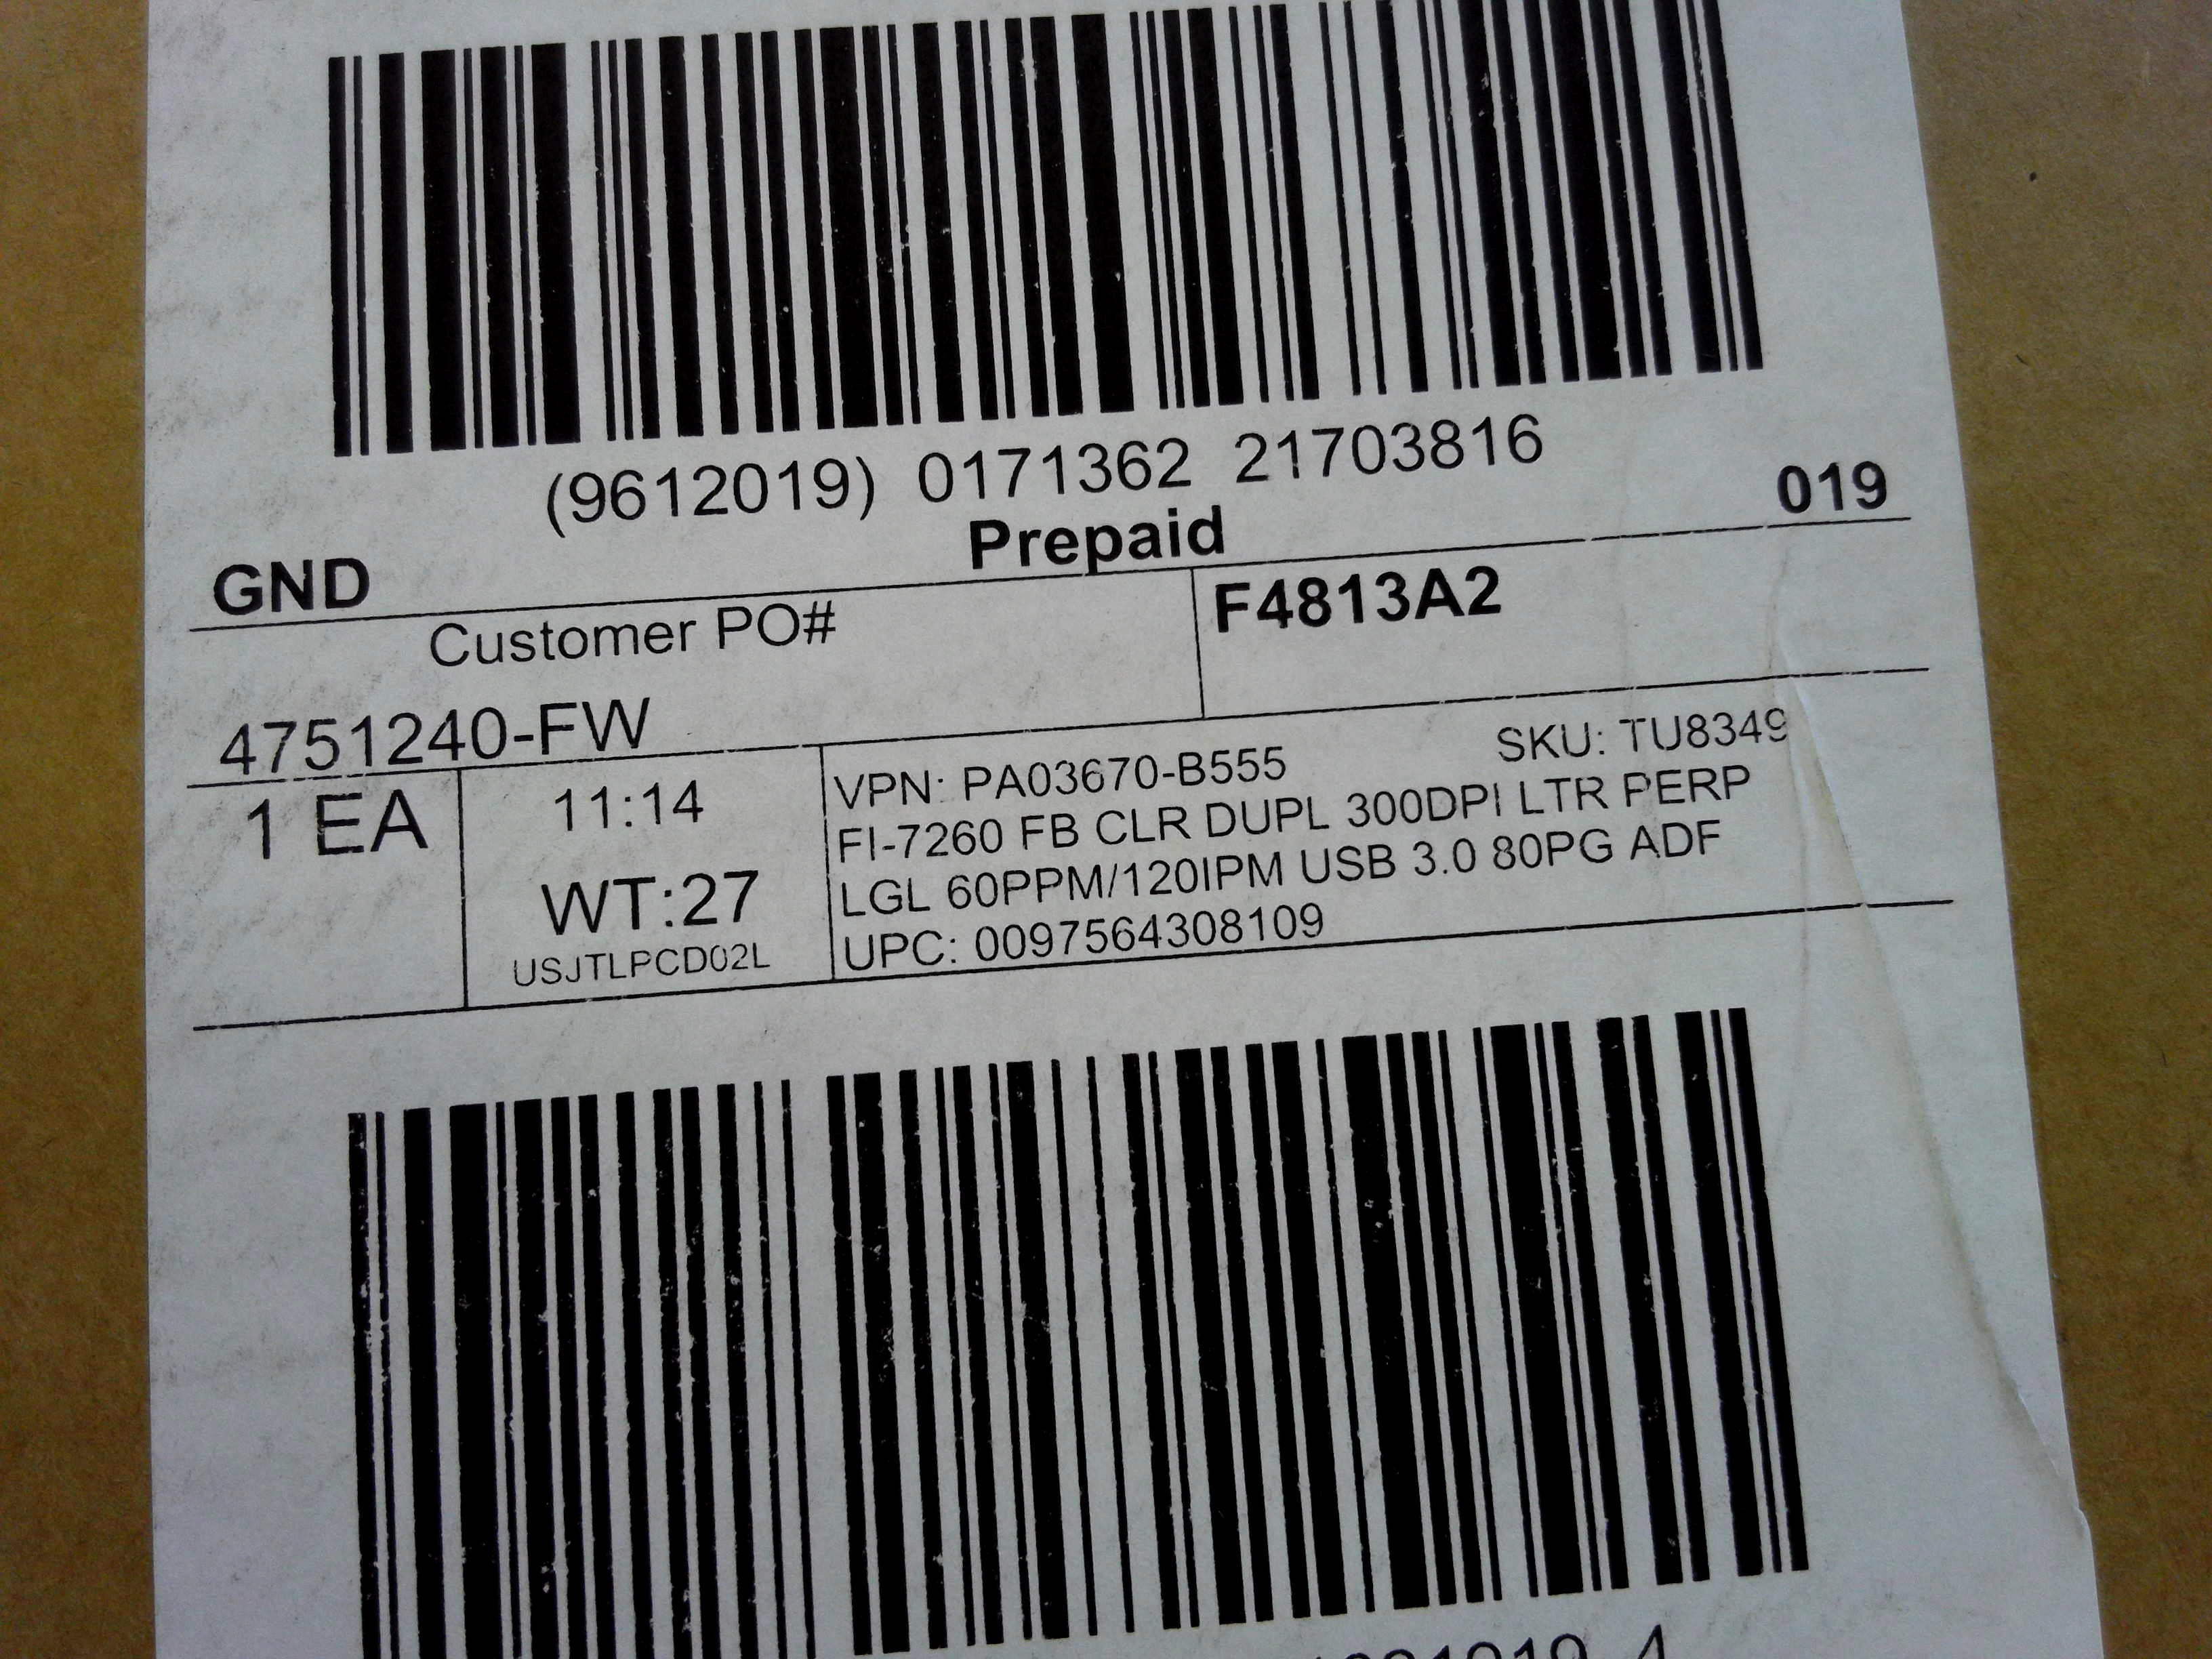 (9612019) 0171362 21703816
GND Prepaid 019
Customer PO# F4813A2
4751240-FW
1 EA
11:14
WT:27
USJTLPCD02L
VPN: PA03670-B555 SKU: TU8349
FI-7260 FB CLR DUPL 300DPI LTR PERP
LGL 60PPM/120IPM USB 3.0 80PG ADF
UPC: 0097564308109